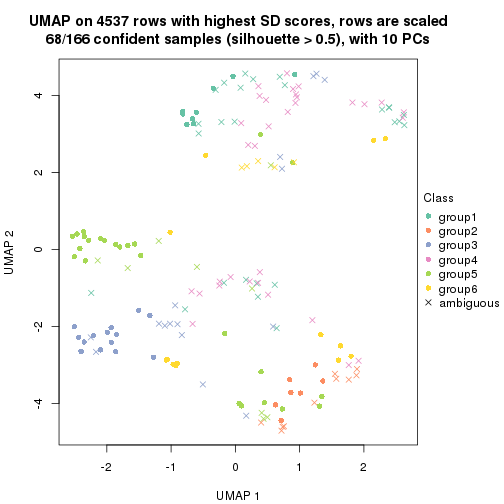 UMAP on 4537 rows with highest SD scores, rows are scaled
68/166 confident samples (silhouette > 0.5), with 10 PCs
4
2
0
-2
-4
UMAP 2
-2
-1
0
1
2
UMAP 1
Class
group1
group2
group3
group4
group5
group6
ambiguous